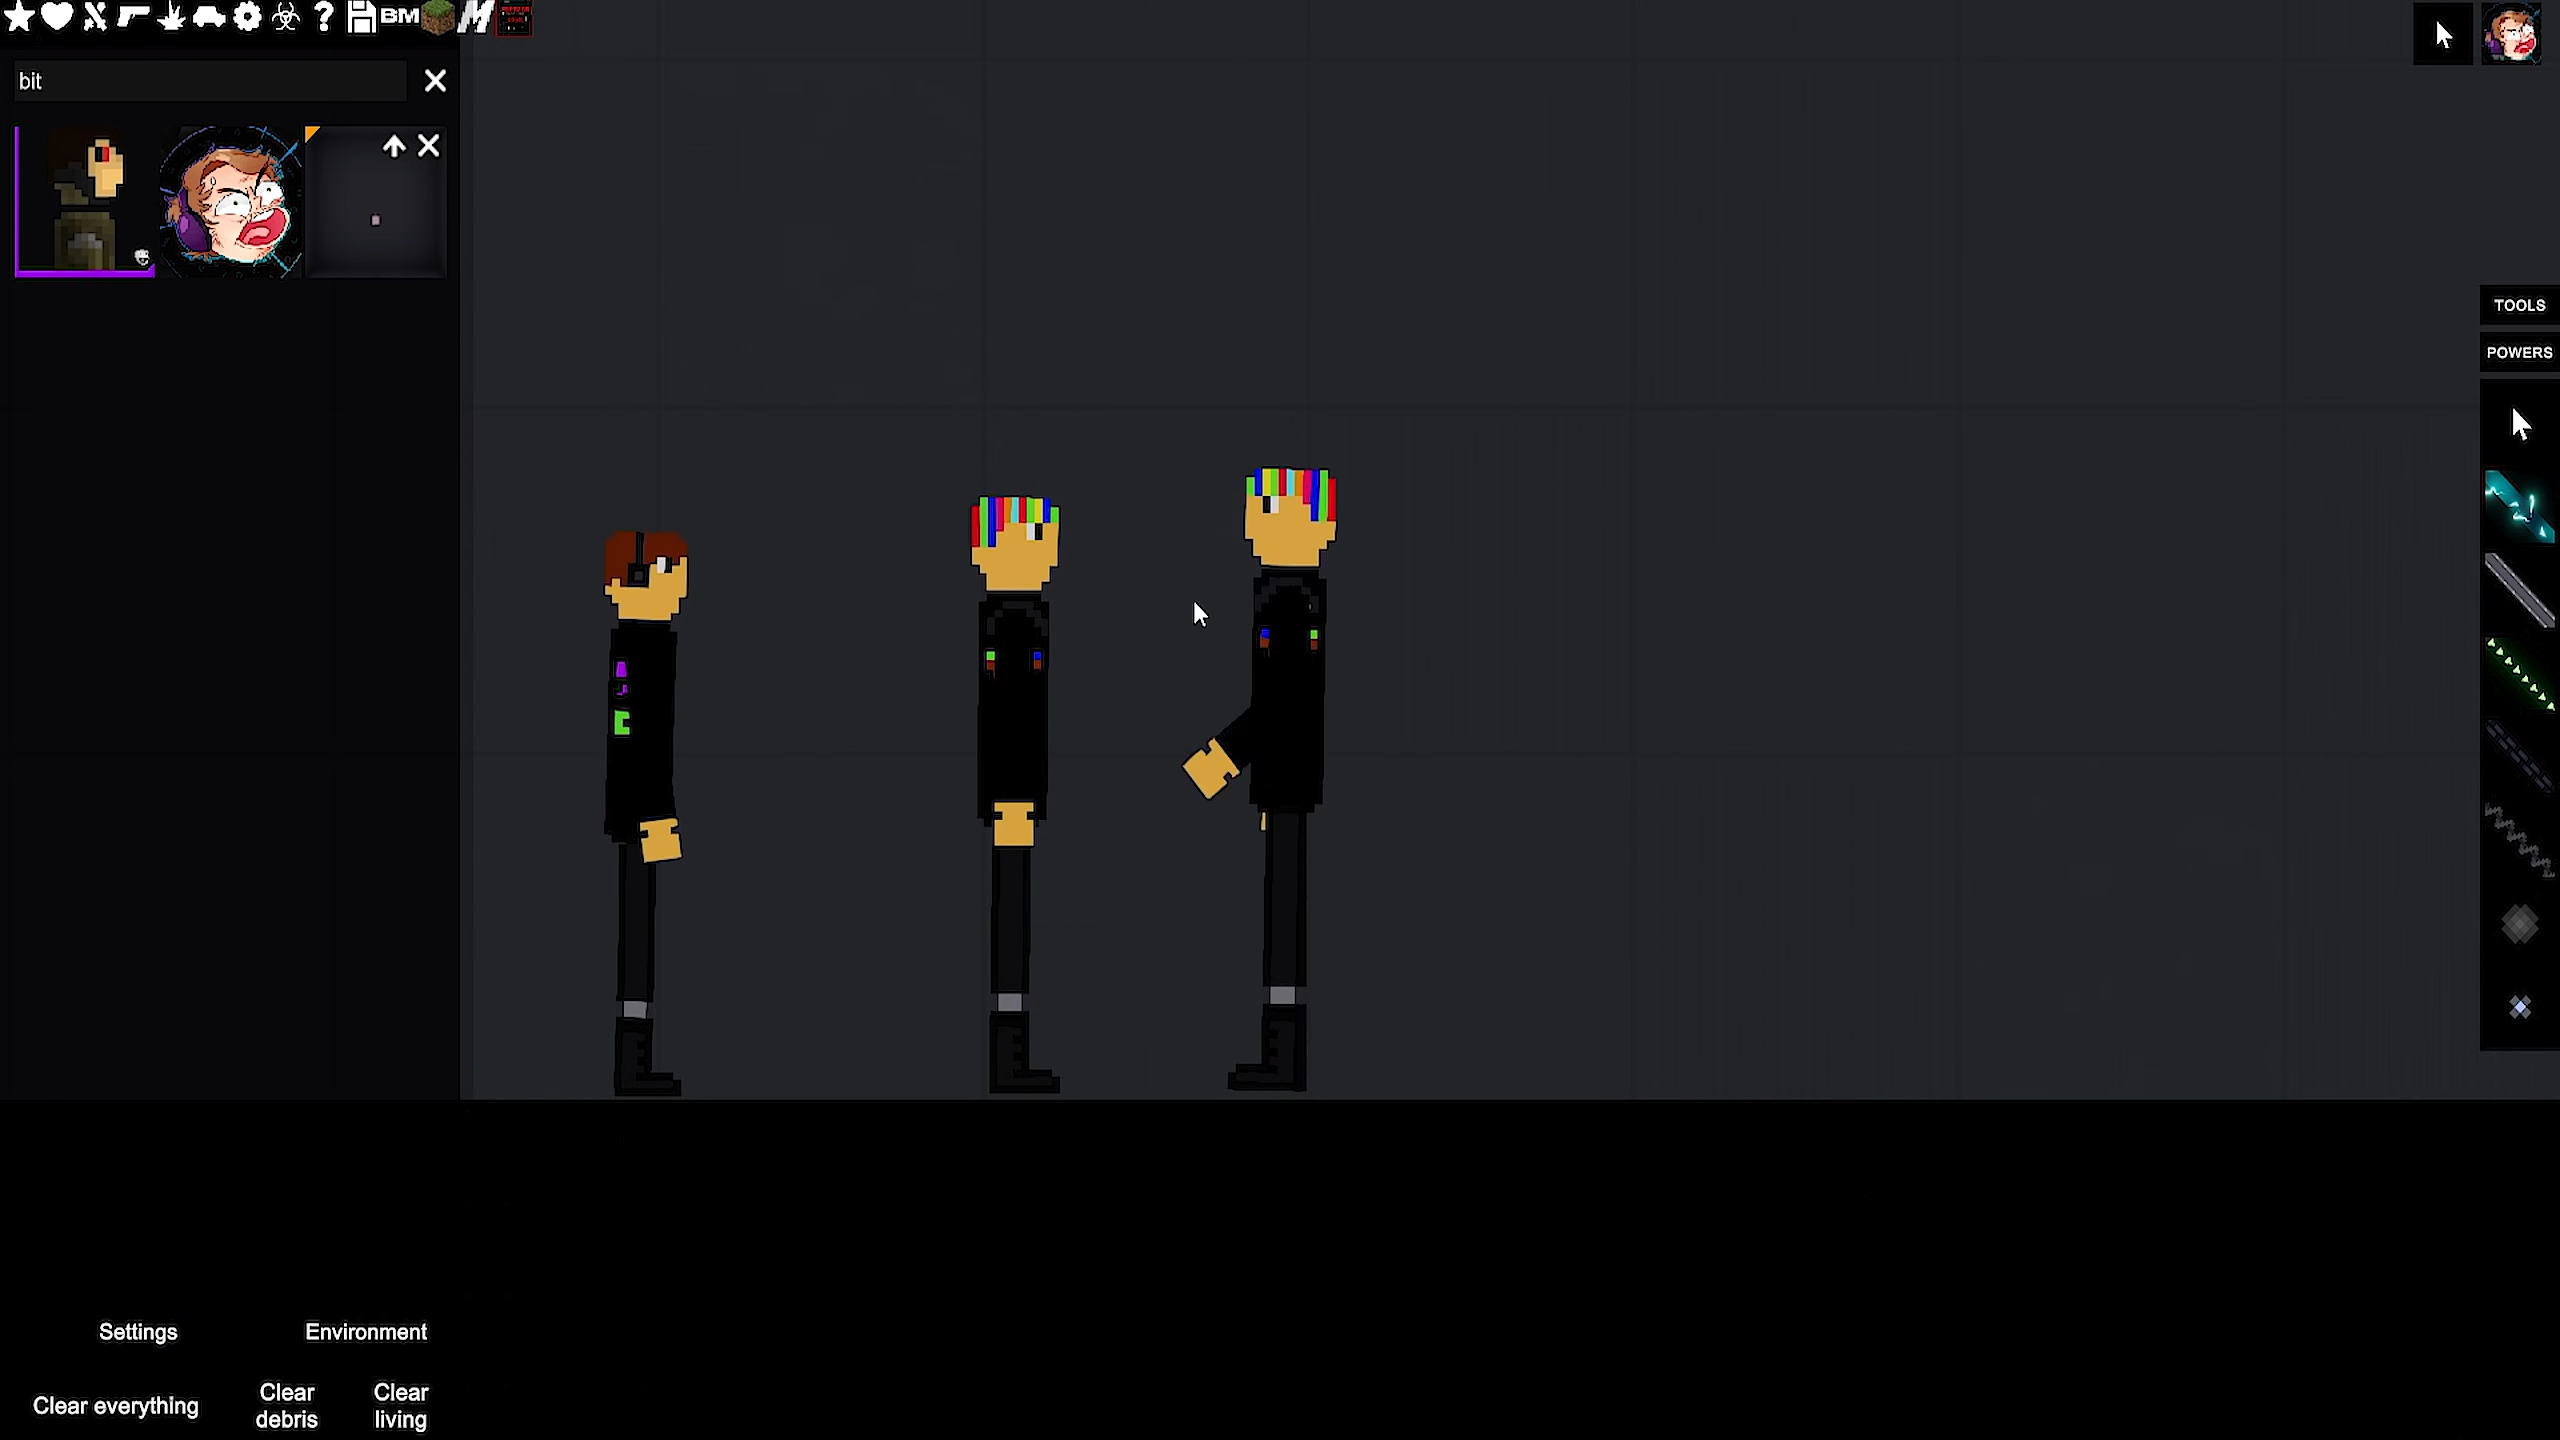 BM
bit
TOOLS
POWERS
Settings
Environment
Clear everything
Clear
debris
Clear
living